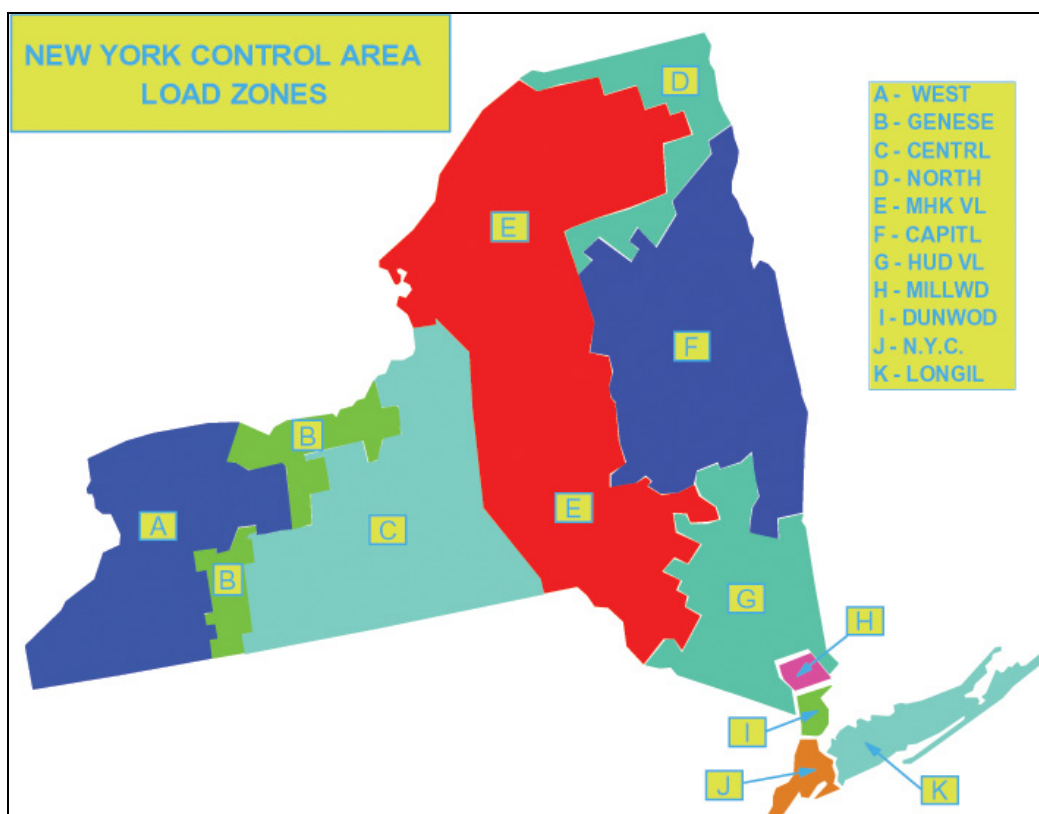 NEW YORK CONTROL AREA
LOAD ZONES
A - WEST
B - GENESE
C - CENTRL
D - NORTH
E - MHK VL
F - CAPITL
G - HUD VL
H - MILLWD
I - DUNWOD
J - N.Y.C.
K - LONGIL
D
E
F
B
A
C
E
B
G
H
I
J
K